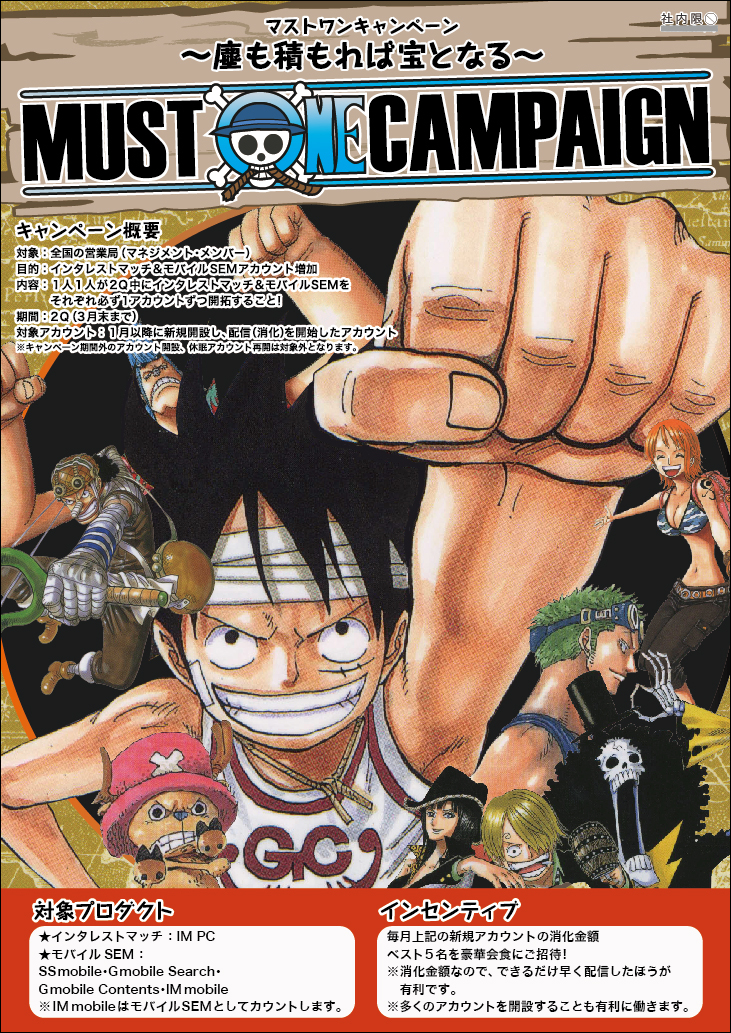 社内限
マストワンキャンペーン
～塵も積もれば宝となる～
MUST ONE CAMPAIGN
キャンペーン概要
対象：全国の営業局（マネジメント・メンバー）
目的：インタレストマッチ＆モバイルSEMアカウント増加
内容：1人1人が2Q中にインタレストマッチ＆モバイルSEMを
それぞれ必ず1アカウントずつ開拓すること！
期間：2Q（3月末まで）
対象アカウント：1月以降に新規開設し、配信（消化）を開始したアカウント
※キャンペーン期間外のアカウント開設、休眠アカウント再開は対象外となります。
GC
対象プロダクト
★インタレストマッチ：IM PC
★モバイルSEM：
SSmobile・Gmobile Search・
Gmobile Contents・IM mobile
※IM mobileはモバイルSEMとしてカウントします。
インセンティブ
毎月上記の新規アカウントの消化金額
ベスト5名を豪華会食にご招待！
※消化金額なので、できるだけ早く配信したほうが
有利です。
※多くのアカウントを開設することも有利に働きます。